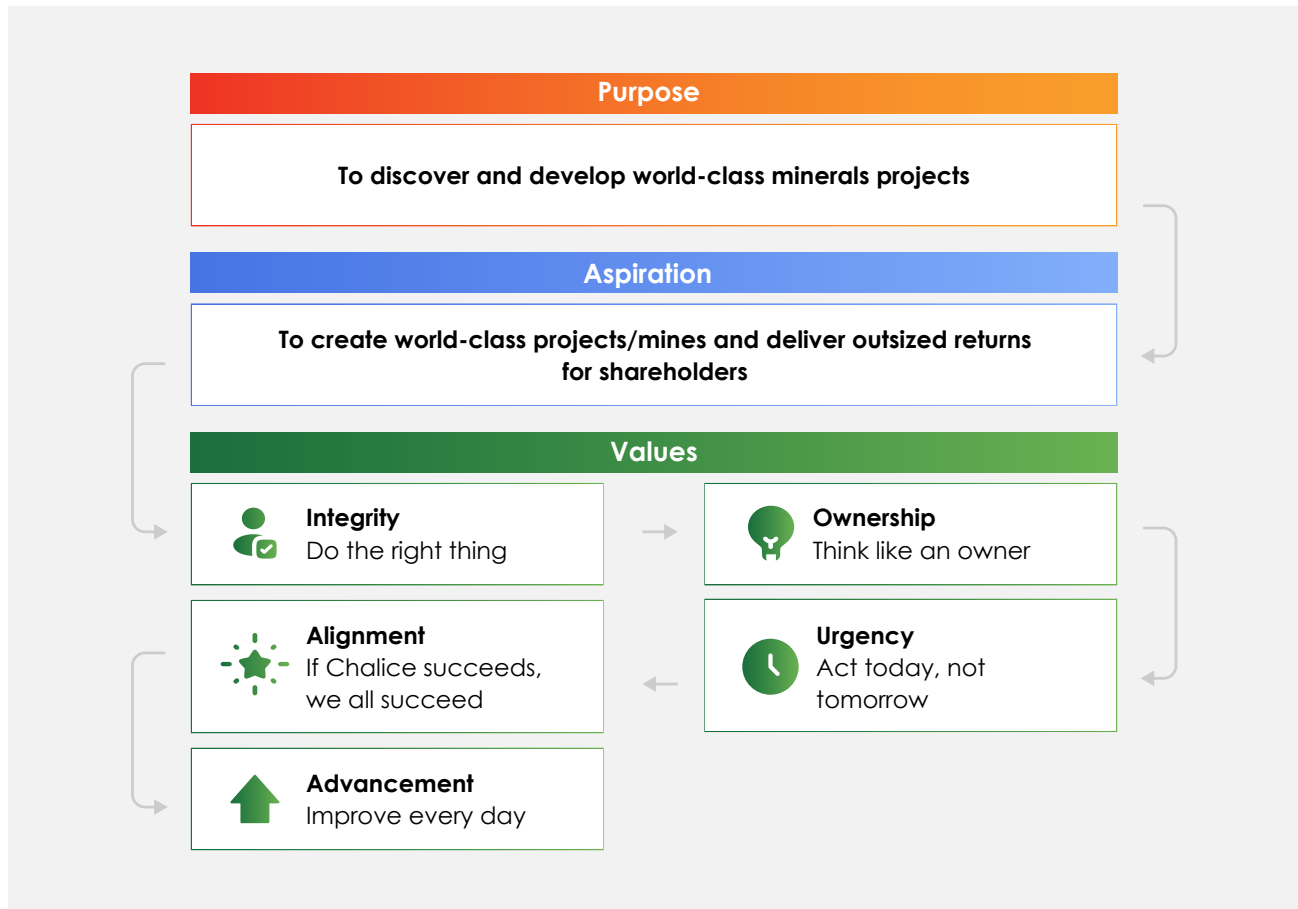 Purpose
To discover and develop world-class minerals projects
Aspiration
To create world-class projects/mines and deliver outsized returns
for shareholders
Values
Integrity
Do the right thing
Ownership
Think like an owner
Urgency
Act today, not
tomorrow
Alignment
If Chalice succeeds,
we all succeed
Advancement
Improve every day